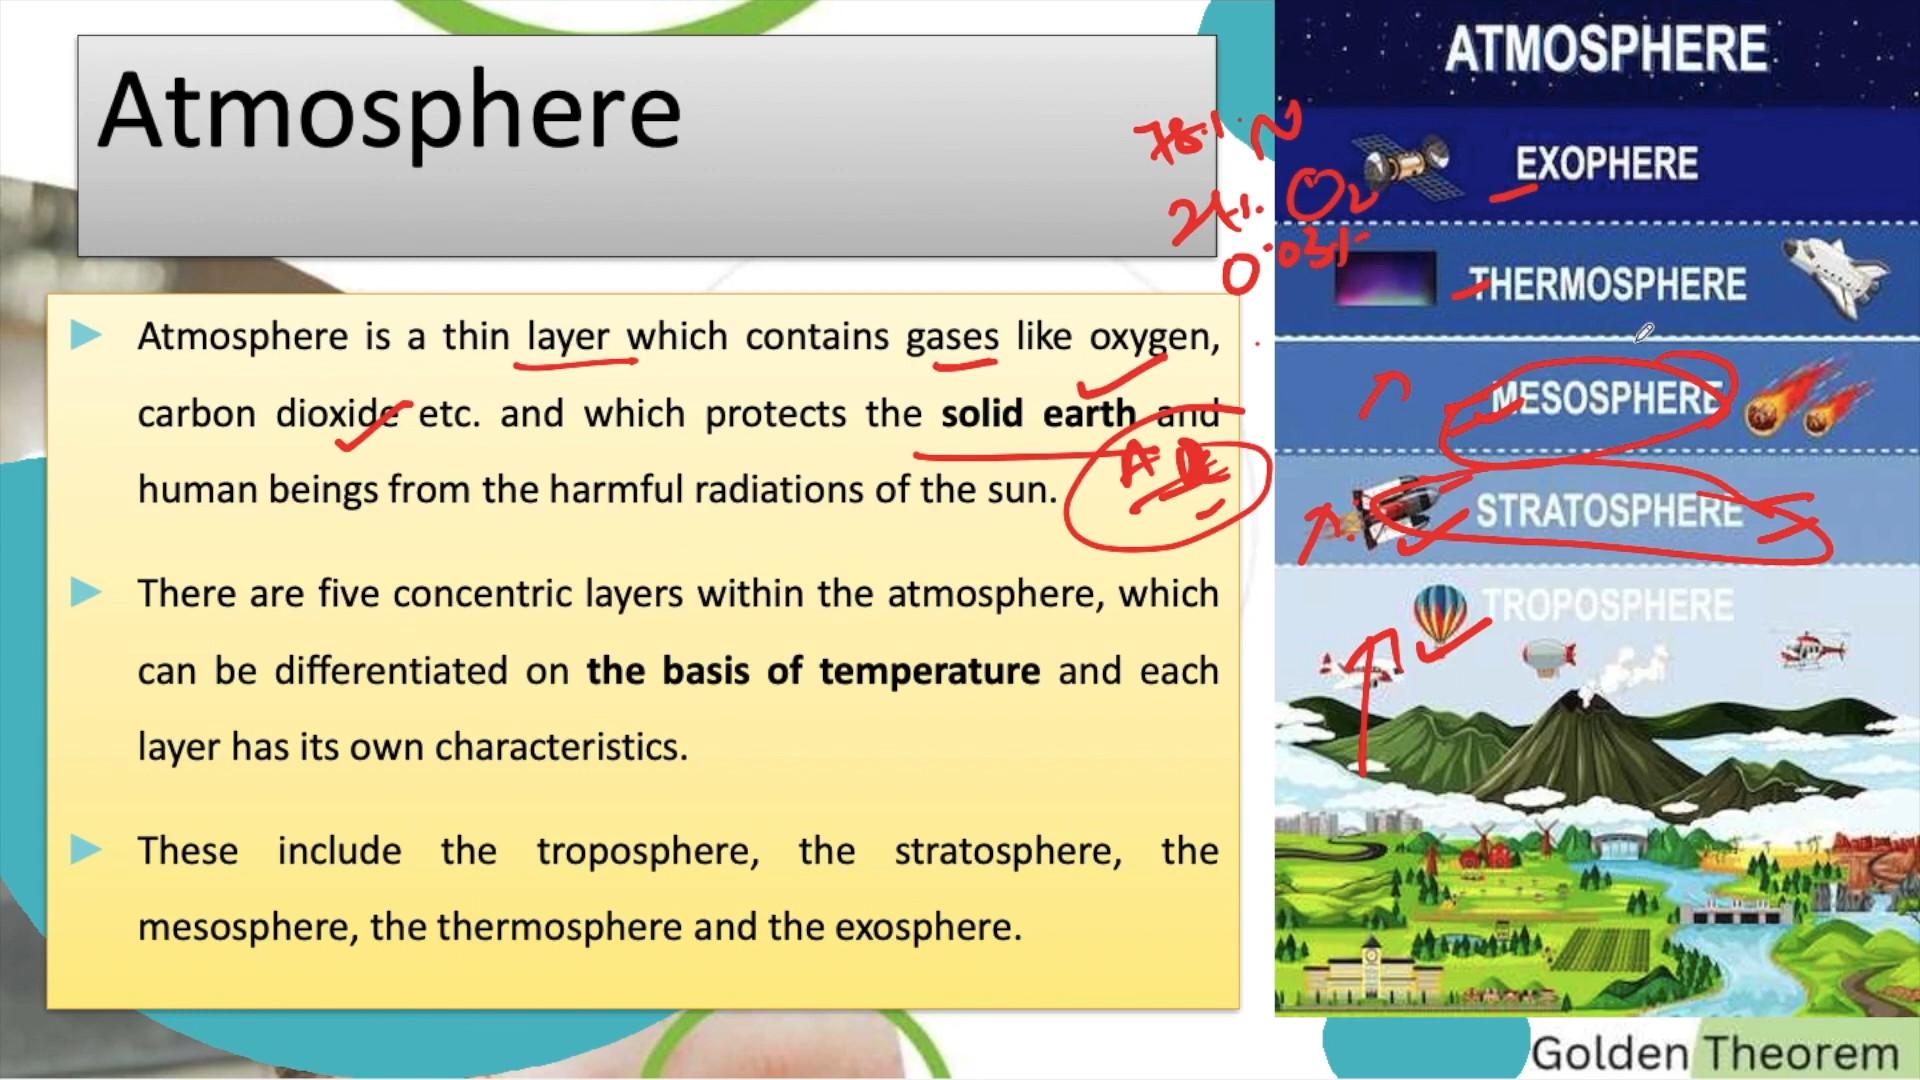 Atmosphere
Atmosphere is a thin layer which contains gases like oxygen,
carbon dioxide etc. and which protects the solid earth and
human beings from the harmful radiations of the sun.
There are five concentric layers within the atmosphere, which
can be differentiated on the basis of temperature and each
layer has its own characteristics.
These include the troposphere, the stratosphere, the
mesosphere, the thermosphere and the exosphere.
78% N
21% O2
0.03%
ATMOSPHERE
EXOPHERE
THERMOSPHERE
MESOSPHERE
STRATOSPHERE
TROPOSPHERE
Golden Theorem